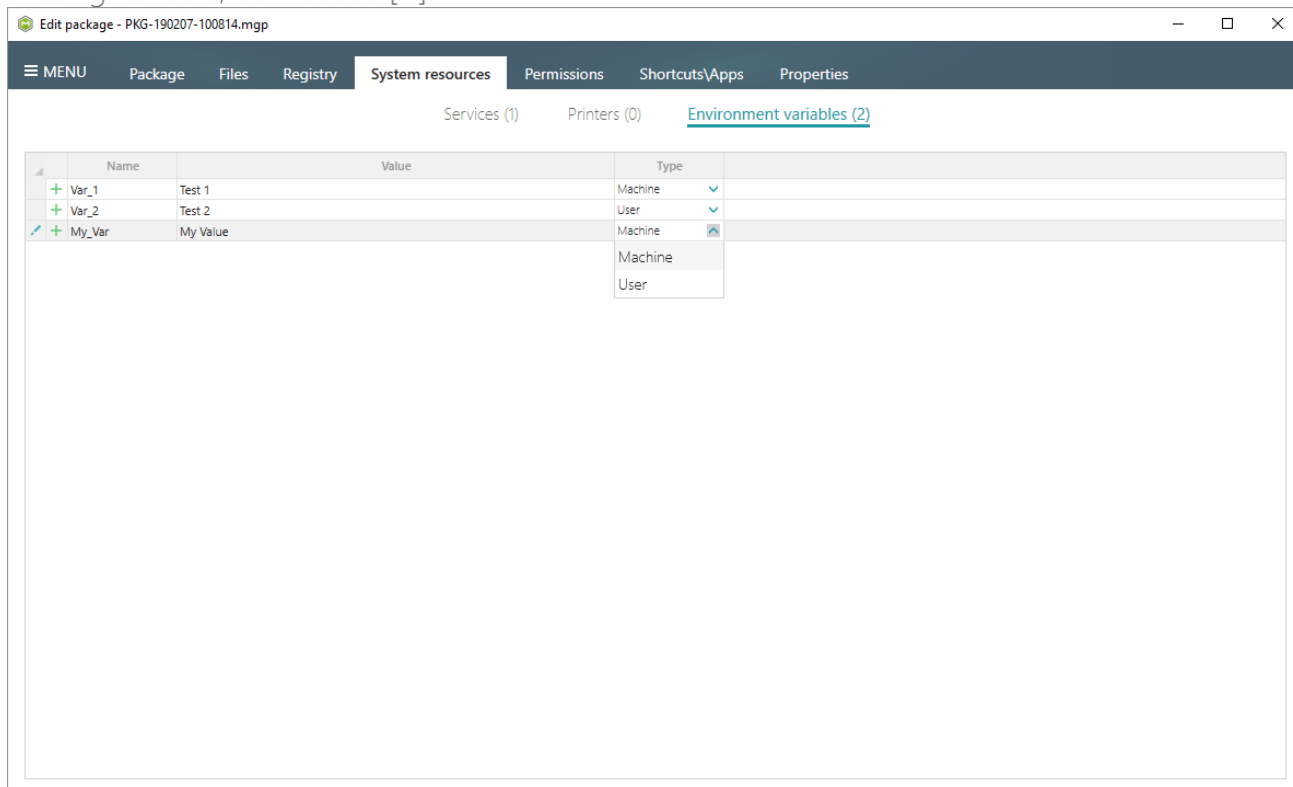 Edit package - PKG-190207-100814.mgp
MENU Package Files Registry System resources Permissions Shortcuts\Apps Properties
Services (1) Printers (0) Environment variables (2)
Name Value Type
Var_1 Test 1 Machine
Var_2 Test 2 User
My_Var My Value Machine
Machine
User